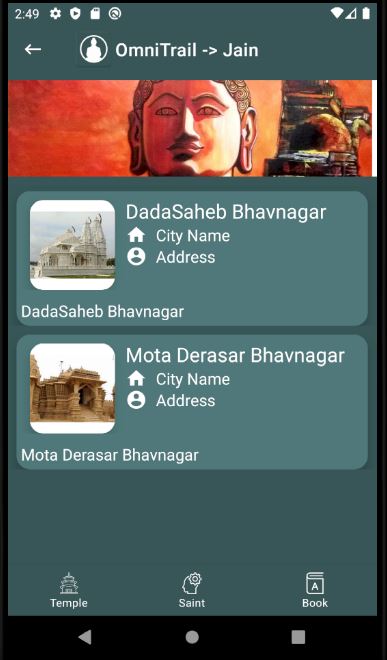 2:49
OmniTrail -> Jain
DadaSaheb Bhavnagar
City Name
Address
DadaSaheb Bhavnagar
Mota Derasar Bhavnagar
City Name
Address
Mota Derasar Bhavnagar
A
Temple
Saint
Book